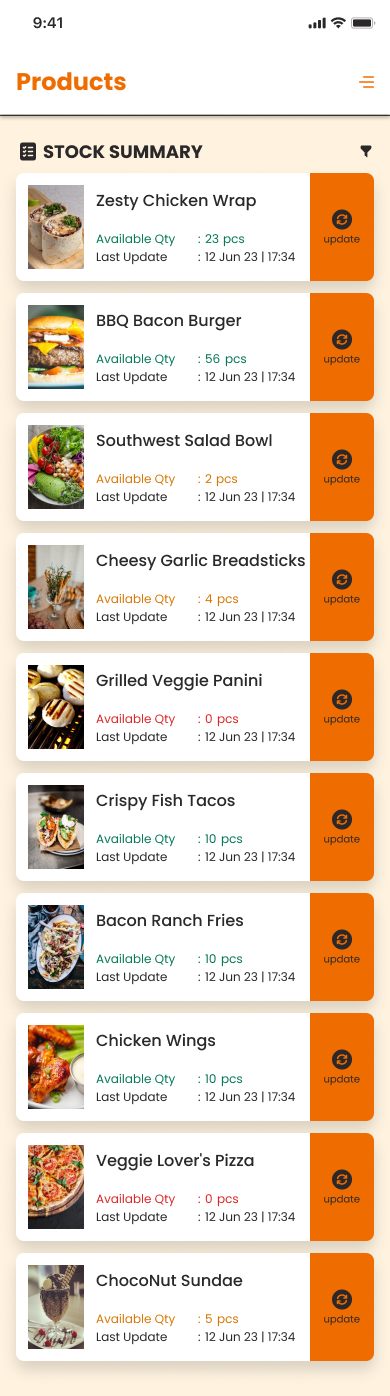 9:41
Products
STOCK SUMMARY
Zesty Chicken Wrap
Available Qty : 23 pcs
Last Update : 12 Jun 23 | 17:34
update
BBQ Bacon Burger
Available Qty : 56 pcs
Last Update : 12 Jun 23 | 17:34
update
Southwest Salad Bowl
Available Qty : 2 pcs
Last Update : 12 Jun 23 | 17:34
update
Cheesy Garlic Breadsticks
Available Qty : 4 pcs
Last Update : 12 Jun 23 | 17:34
update
Grilled Veggie Panini
Available Qty : 0 pcs
Last Update : 12 Jun 23 | 17:34
update
Crispy Fish Tacos
Available Qty : 10 pcs
Last Update : 12 Jun 23 | 17:34
update
Bacon Ranch Fries
Available Qty : 10 pcs
Last Update : 12 Jun 23 | 17:34
update
Chicken Wings
Available Qty : 10 pcs
Last Update : 12 Jun 23 | 17:34
update
Veggie Lover's Pizza
Available Qty : 0 pcs
Last Update : 12 Jun 23 | 17:34
update
ChocoNut Sundae
Available Qty : 5 pcs
Last Update : 12 Jun 23 | 17:34
update